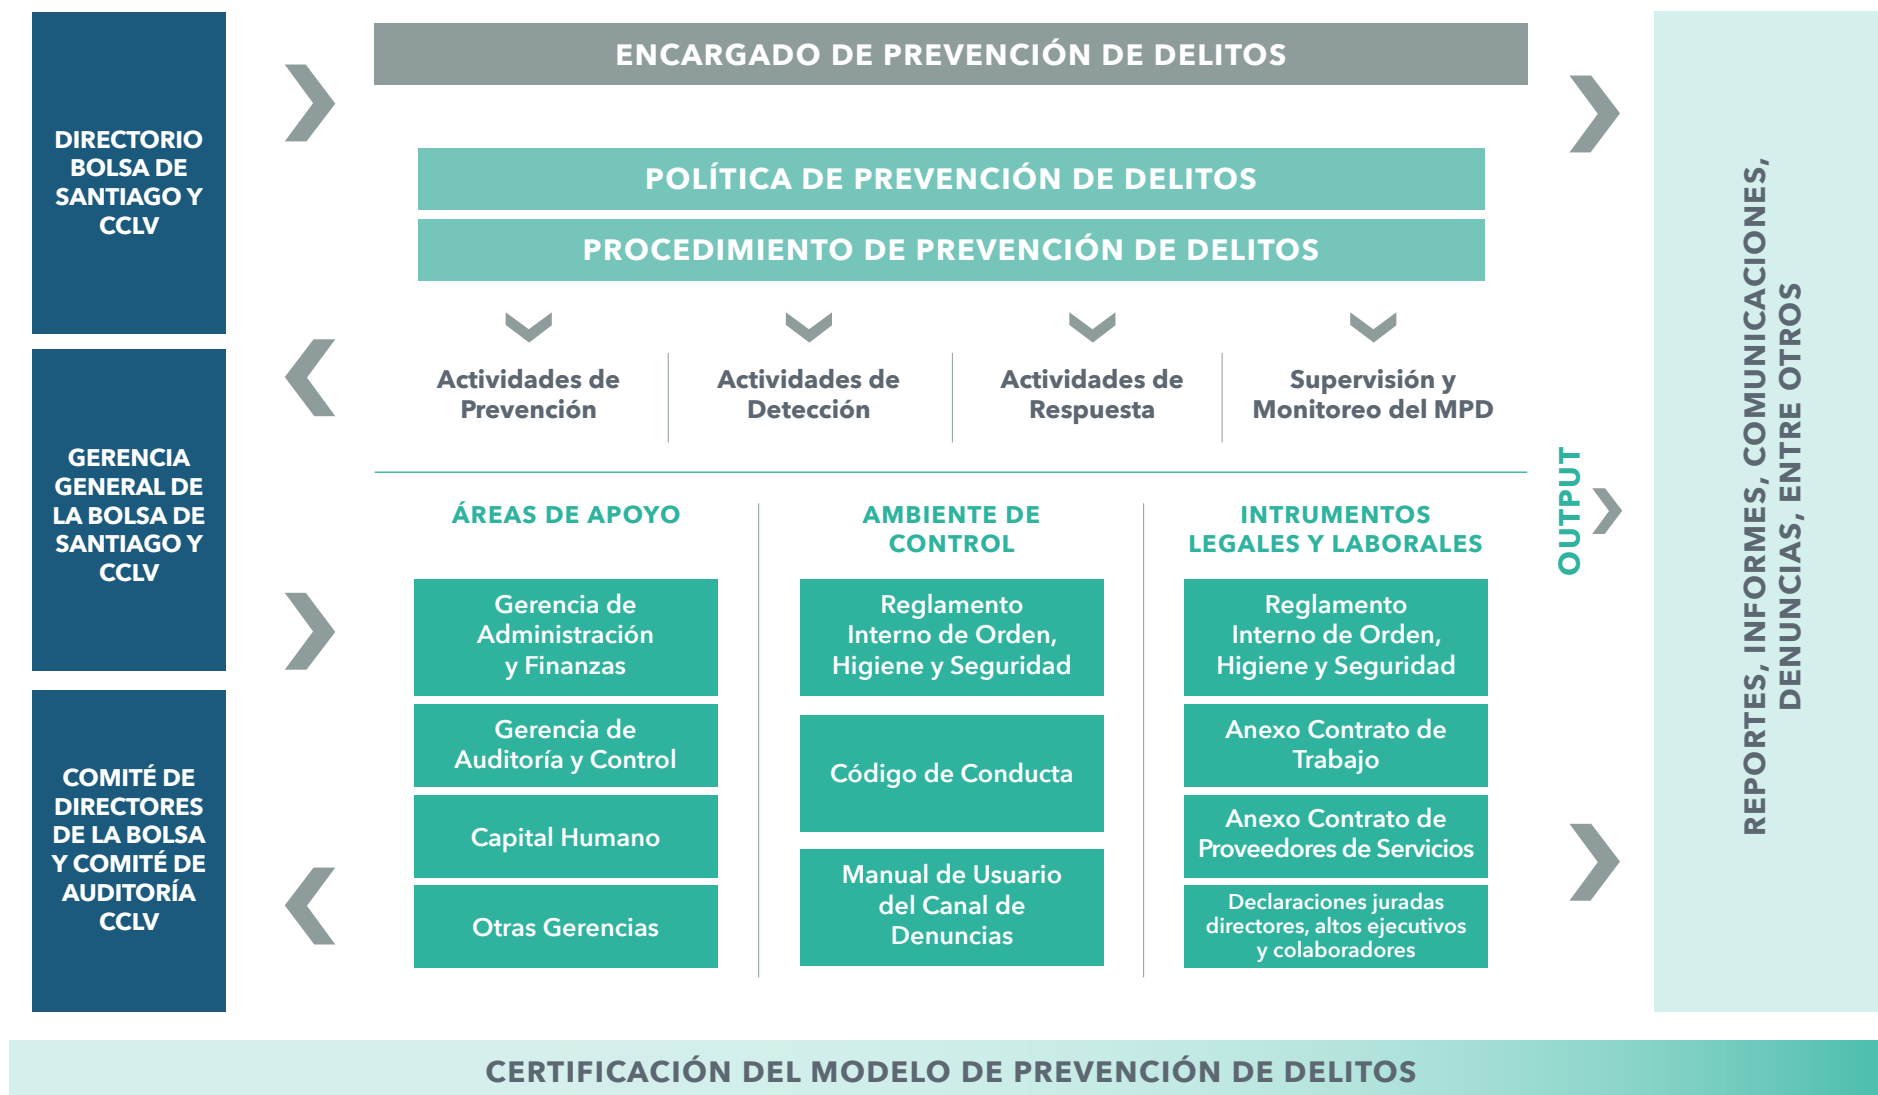 DIRECTORIO
BOLSA DE
SANTIAGO Y
CCLV
GERENCIA
GENERAL DE
LA BOLSA DE
SANTIAGO Y
CCLV
COMITÉ DE
DIRECTORES
DE LA BOLSA
Y COMITÉ DE
AUDITORÍA
CCLV
ENCARGADO DE PREVENCIÓN DE DELITOS
POLÍTICA DE PREVENCIÓN DE DELITOS
PROCEDIMIENTO DE PREVENCIÓN DE DELITOS
Actividades de
Prevención
Actividades de
Detección
Actividades de
Respuesta
Supervisión y
Monitoreo del MPD
ÁREAS DE APOYO
Gerencia de
Administración
y Finanzas
Gerencia de
Auditoría y Control
Capital Humano
Otras Gerencias
AMBIENTE DE
CONTROL
Reglamento
Interno de Orden,
Higiene y Seguridad
Código de Conducta
Manual de Usuario
del Canal de
Denuncias
INTRUMENTOS
LEGALES Y LABORALES
Reglamento
Interno de Orden,
Higiene y Seguridad
Anexo Contrato de
Trabajo
Anexo Contrato de
Proveedores de Servicios
Declaraciones juradas
directores, altos ejecutivos
y colaboradores
OUTPUT
REPORTES, INFORMES, COMUNICACIONES,
DENUNCIAS, ENTRE OTROS
CERTIFICACIÓN DEL MODELO DE PREVENCIÓN DE DELITOS